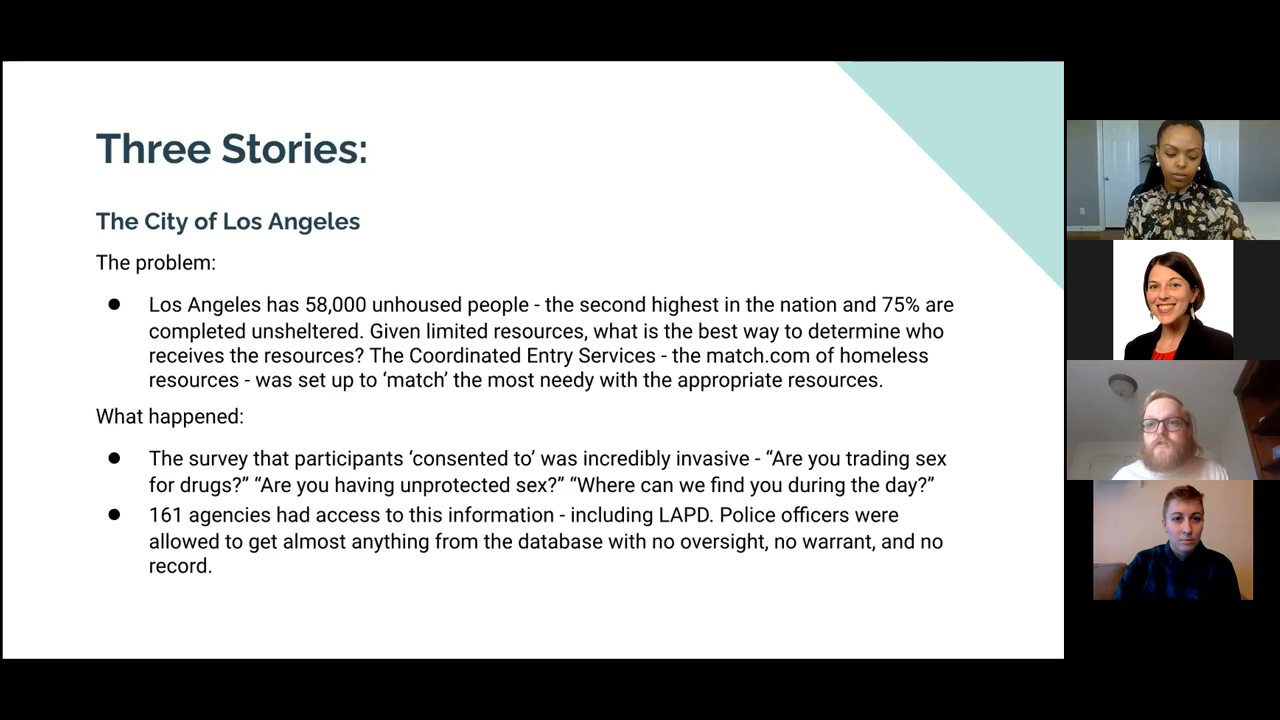 Three Stories:
The City of Los Angeles
The problem:
● Los Angeles has 58,000 unhoused people - the second highest in the nation and 75% are
completed unsheltered. Given limited resources, what is the best way to determine who
receives the resources? The Coordinated Entry Services - the match.com of homeless
resources - was set up to ‘match’ the most needy with the appropriate resources.
What happened:
● The survey that participants ‘consented to’ was incredibly invasive - “Are you trading sex
for drugs?” “Are you having unprotected sex?” “Where can we find you during the day?”
● 161 agencies had access to this information - including LAPD. Police officers were
allowed to get almost anything from the database with no oversight, no warrant, and no
record.